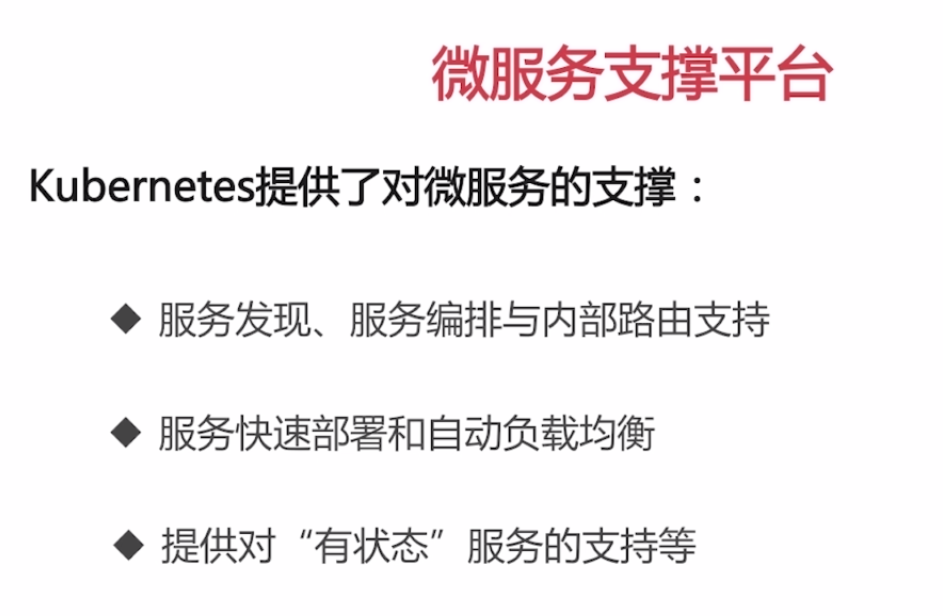 微服务支撑平台
Kubernetes提供了对微服务的支撑：
◆ 服务发现、服务编排与内部路由支持
◆ 服务快速部署和自动负载均衡
◆ 提供对“有状态”服务的支持等